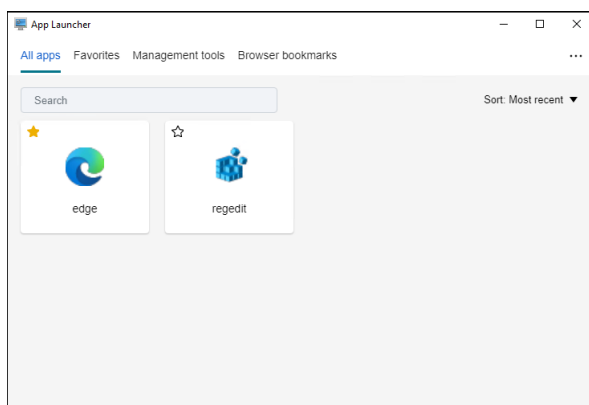 App Launcher
All apps Favorites Management tools Browser bookmarks
Search
Sort: Most recent
edge
regedit